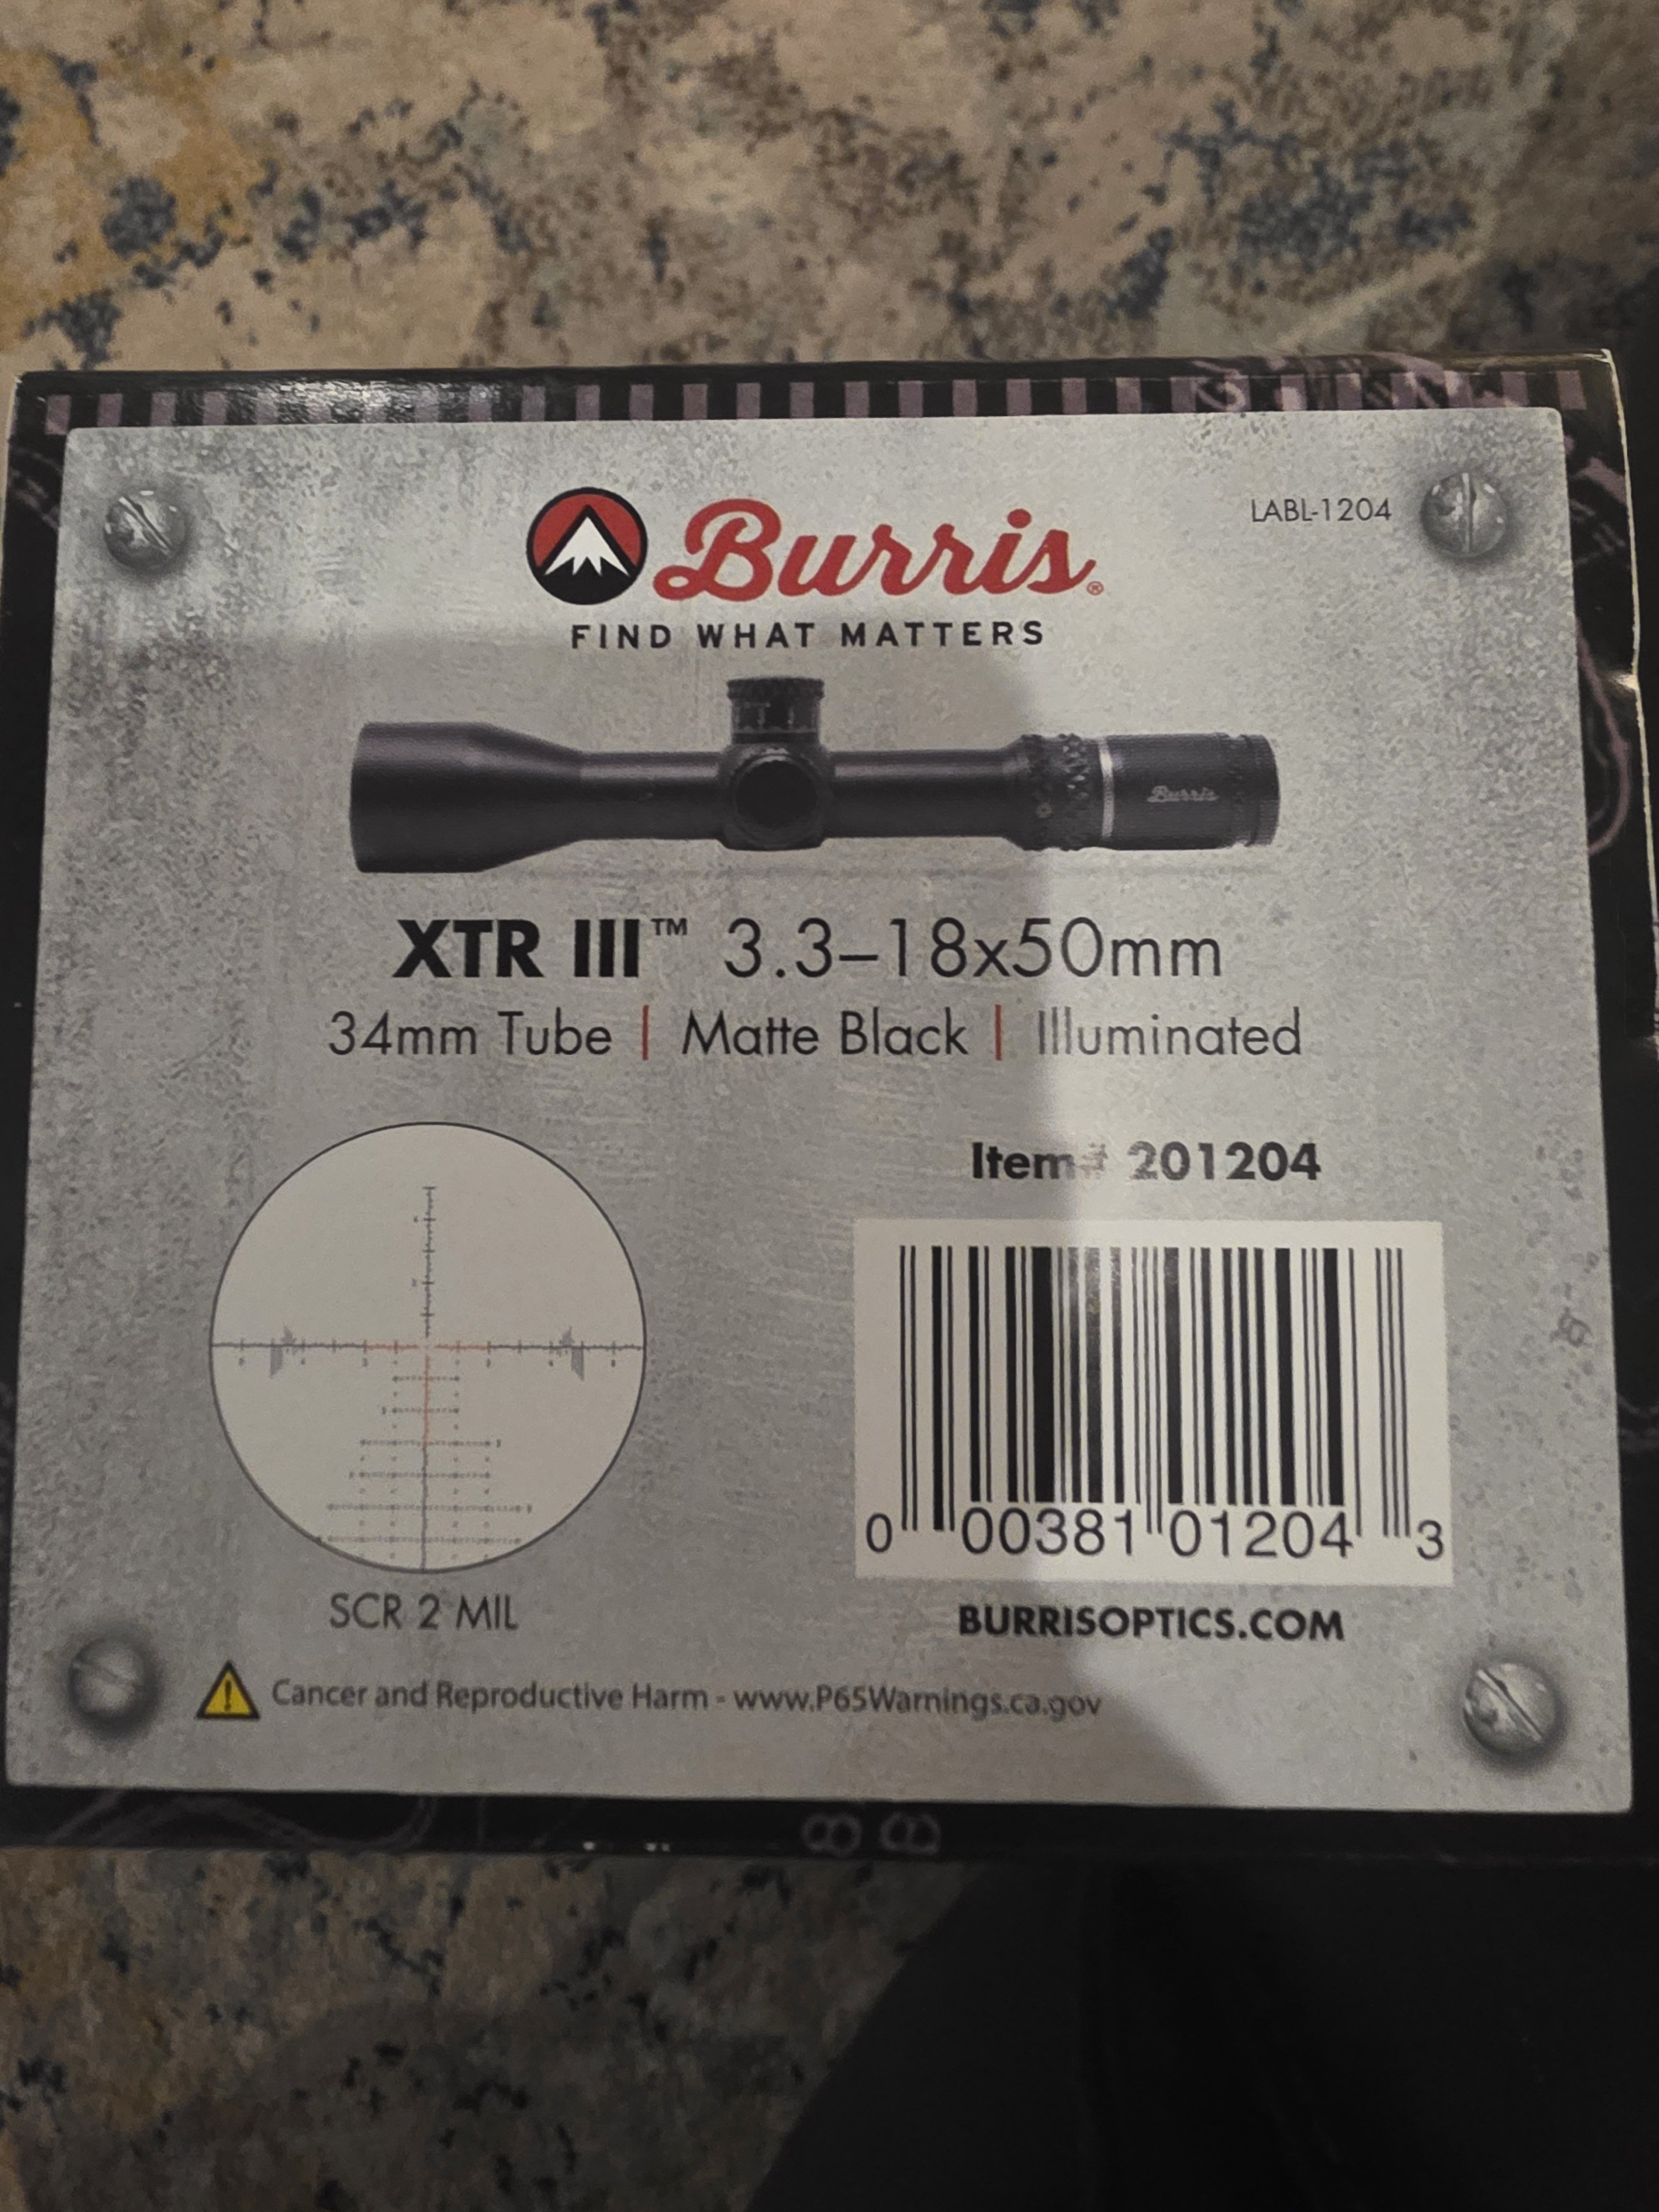 LABL-1204
Burris®
FIND WHAT MATTERS
Burris
XTR III™ 3.3–18x50mm
34mm Tube | Matte Black | Illuminated
Item# 201204
0 00381 01204 3
SCR 2 MIL
BURRISOPTICS.COM
Cancer and Reproductive Harm - www.P65Warnings.ca.gov